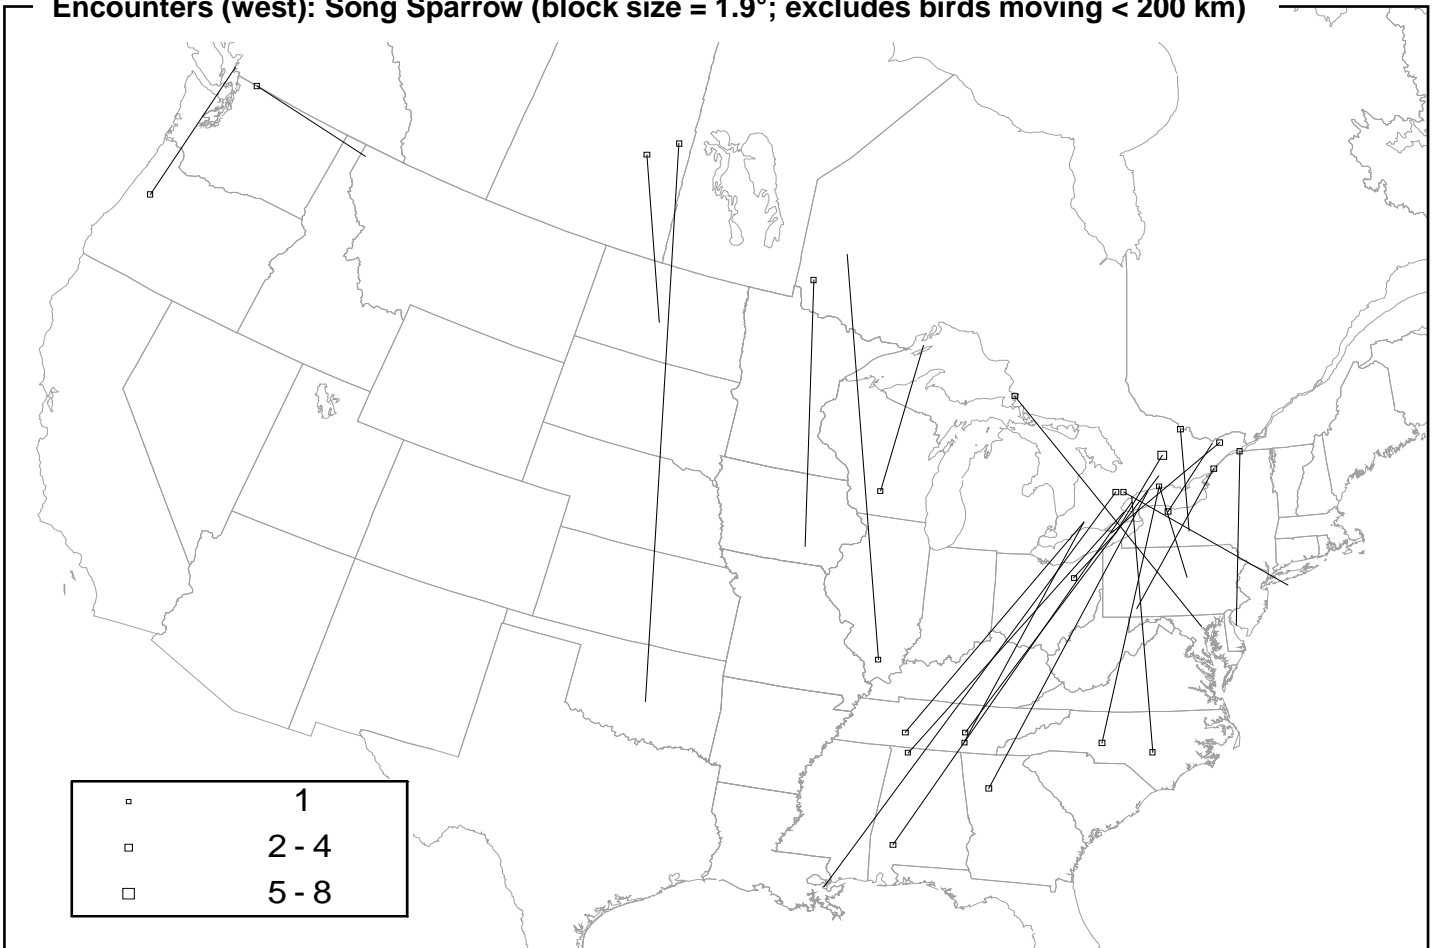 Encounters (west): Song Sparrow (block size = 1.9°; excludes birds moving < 200 km)
1
2 - 4
5 - 8